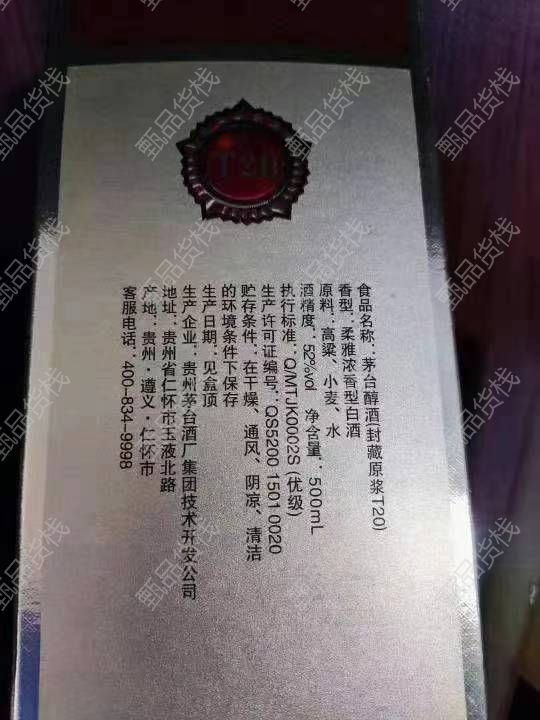 T20
食品名称：茅台醇酒(封藏原浆T20)
香型：柔雅浓香型白酒
原料：高粱、小麦、水
酒精度：52%vol 净含量：500mL
执行标准：Q/MTJK0002S (优级)
生产许可证编号：QS5200 1501 0020
贮存条件：在干燥、通风、阴凉、清洁
的环境条件下保存
生产日期：见盒顶
生产企业：贵州茅台酒厂集团技术开发公司
地址：贵州省仁怀市玉液北路
产地：贵州·遵义·仁怀市
客服电话：400-834-9998
甄品货栈